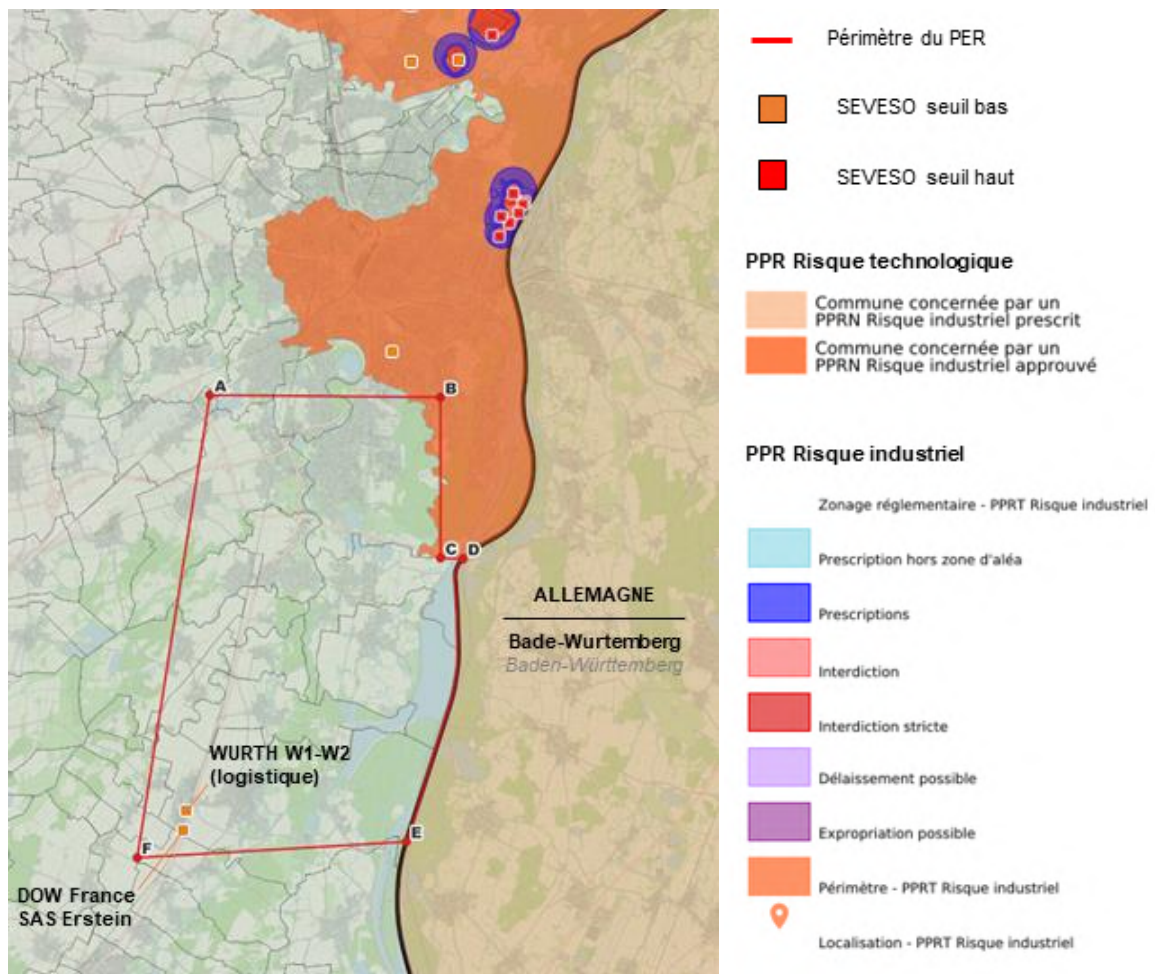 A
B
C
D
ALLEMAGNE
Bade-Wurtemberg
Baden-Württemberg
WURTH W1-W2
(logistique)
E
F
DOW France
SAS Erstein
Périmètre du PER
SEVESO seuil bas
SEVESO seuil haut
PPR Risque technologique
Commune concernée par un
PPRN Risque industriel prescrit
Commune concernée par un
PPRN Risque industriel approuvé
PPR Risque industriel
Zonage réglementaire - PPRT Risque industriel
Prescription hors zone d'aléa
Prescriptions
Interdiction
Interdiction stricte
Délaissement possible
Expropriation possible
Périmètre - PPRT Risque industriel
Localisation - PPRT Risque industriel